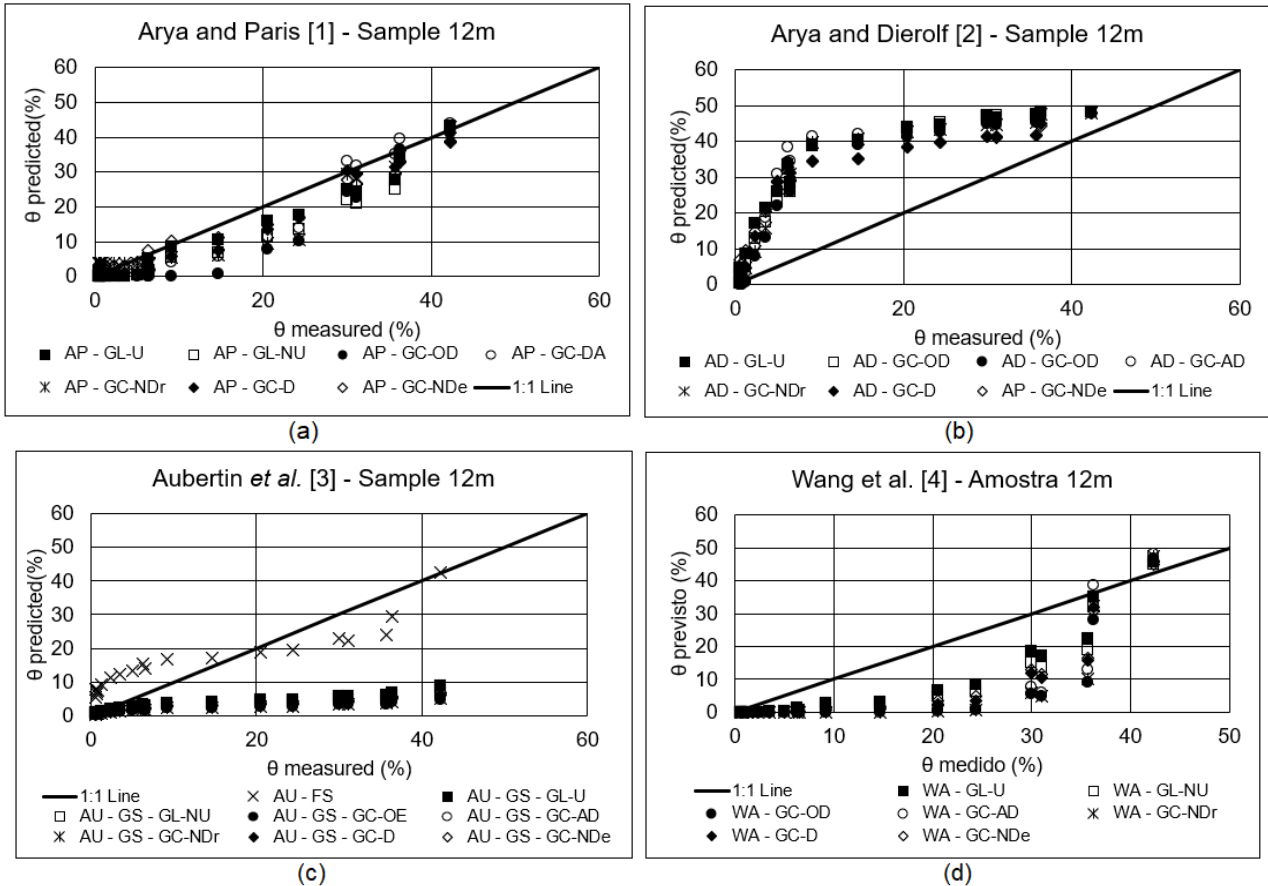 Arya and Paris [1] - Sample 12m
θ predicted(%)
60
50
40
30
20
10
0
0 20 40 60
θ measured (%)
AP - GL-U AP - GL-NU AP - GC-OD AP - GC-DA
AP - GC-NDr AP - GC-D AP - GC-NDe 1:1 Line
(a)
Arya and Dierolf [2] - Sample 12m
θ predicted(%)
60
50
40
30
20
10
0
0 20 40 60
θ measured (%)
AD - GL-U AD - GC-OD AD - GC-OD AD - GC-AD
AD - GC-NDr AD - GC-D AP - GC-NDe 1:1 Line
(b)
Aubertin et al. [3] - Sample 12m
θ predicted(%)
60
50
40
30
20
10
0
0 20 40 60
θ measured (%)
1:1 Line AU - FS AU - GS - GL-U
AU - GS - GL-NU AU - GS - GC-OE AU - GS - GC-AD
AU - GS - GC-NDr AU - GS - GC-D AU - GS - GC-NDe
(c)
Wang et al. [4] - Amostra 12m
θ previsto (%)
60
50
40
30
20
10
0
0 10 20 30 40 50
θ medido (%)
1:1 Line WA - GL-U WA - GL-NU
WA - GC-OD WA - GC-AD WA - GC-NDr
WA - GC-D WA - GC-NDe
(d)